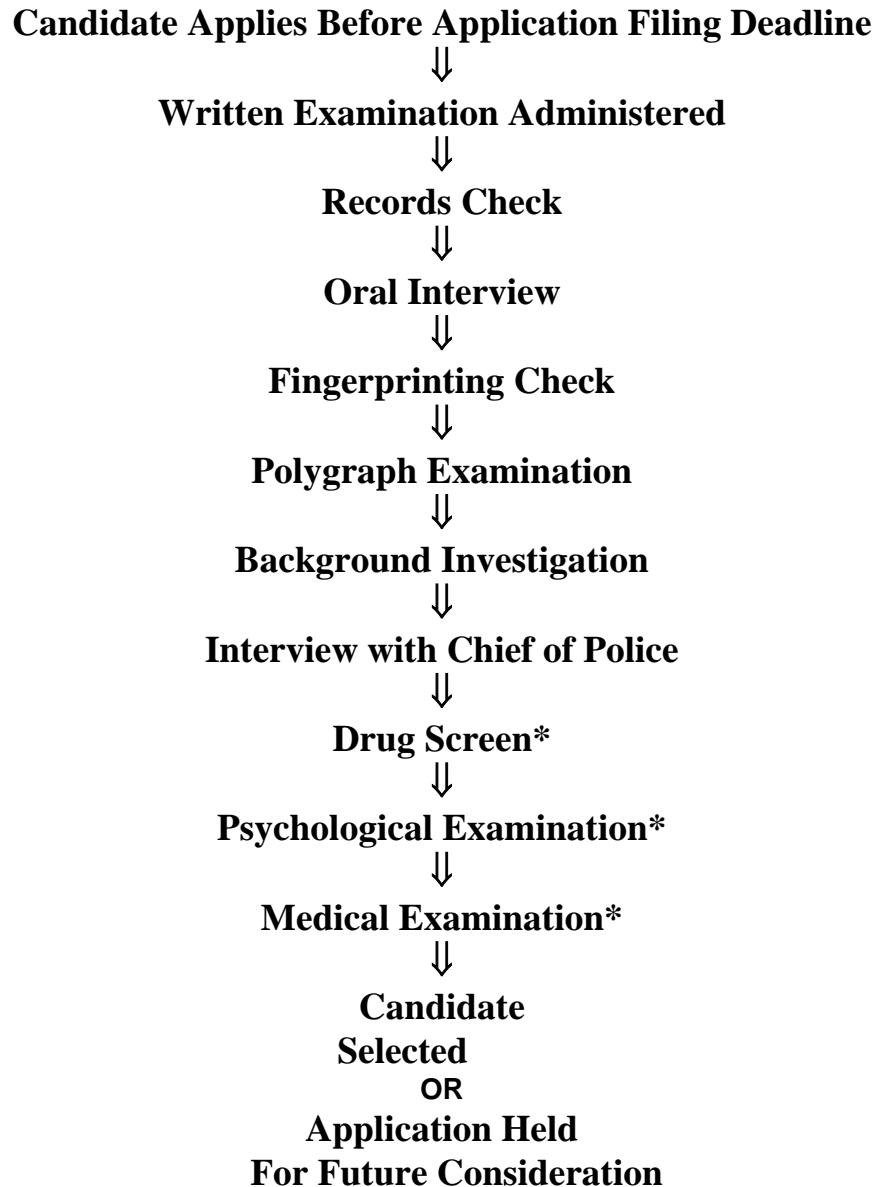 Candidate Applies Before Application Filing Deadline
⇓
Written Examination Administered
⇓
Records Check
⇓
Oral Interview
⇓
Fingerprinting Check
⇓
Polygraph Examination
⇓
Background Investigation
⇓
Interview with Chief of Police
⇓
Drug Screen*
⇓
Psychological Examination*
⇓
Medical Examination*
⇓
Candidate
Selected
OR
Application Held
For Future Consideration